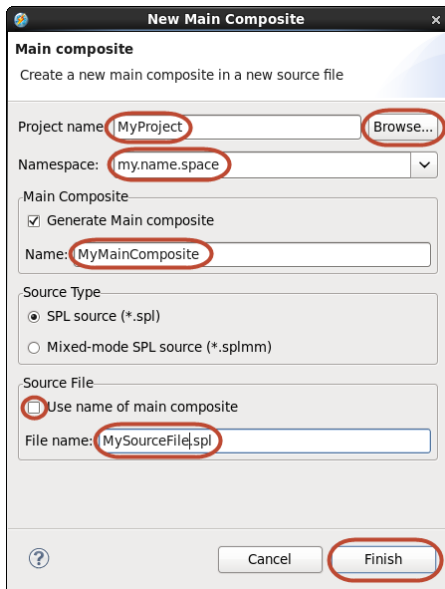 New Main Composite
Main composite
Create a new main composite in a new source file
Project name: MyProject Browse...
Namespace: my.name.space
Main Composite
Generate Main composite
Name: MyMainComposite
Source Type
SPL source (*.spl)
Mixed-mode SPL source (*.splmm)
Source File
Use name of main composite
File name: MySourceFile.spl
? Cancel Finish